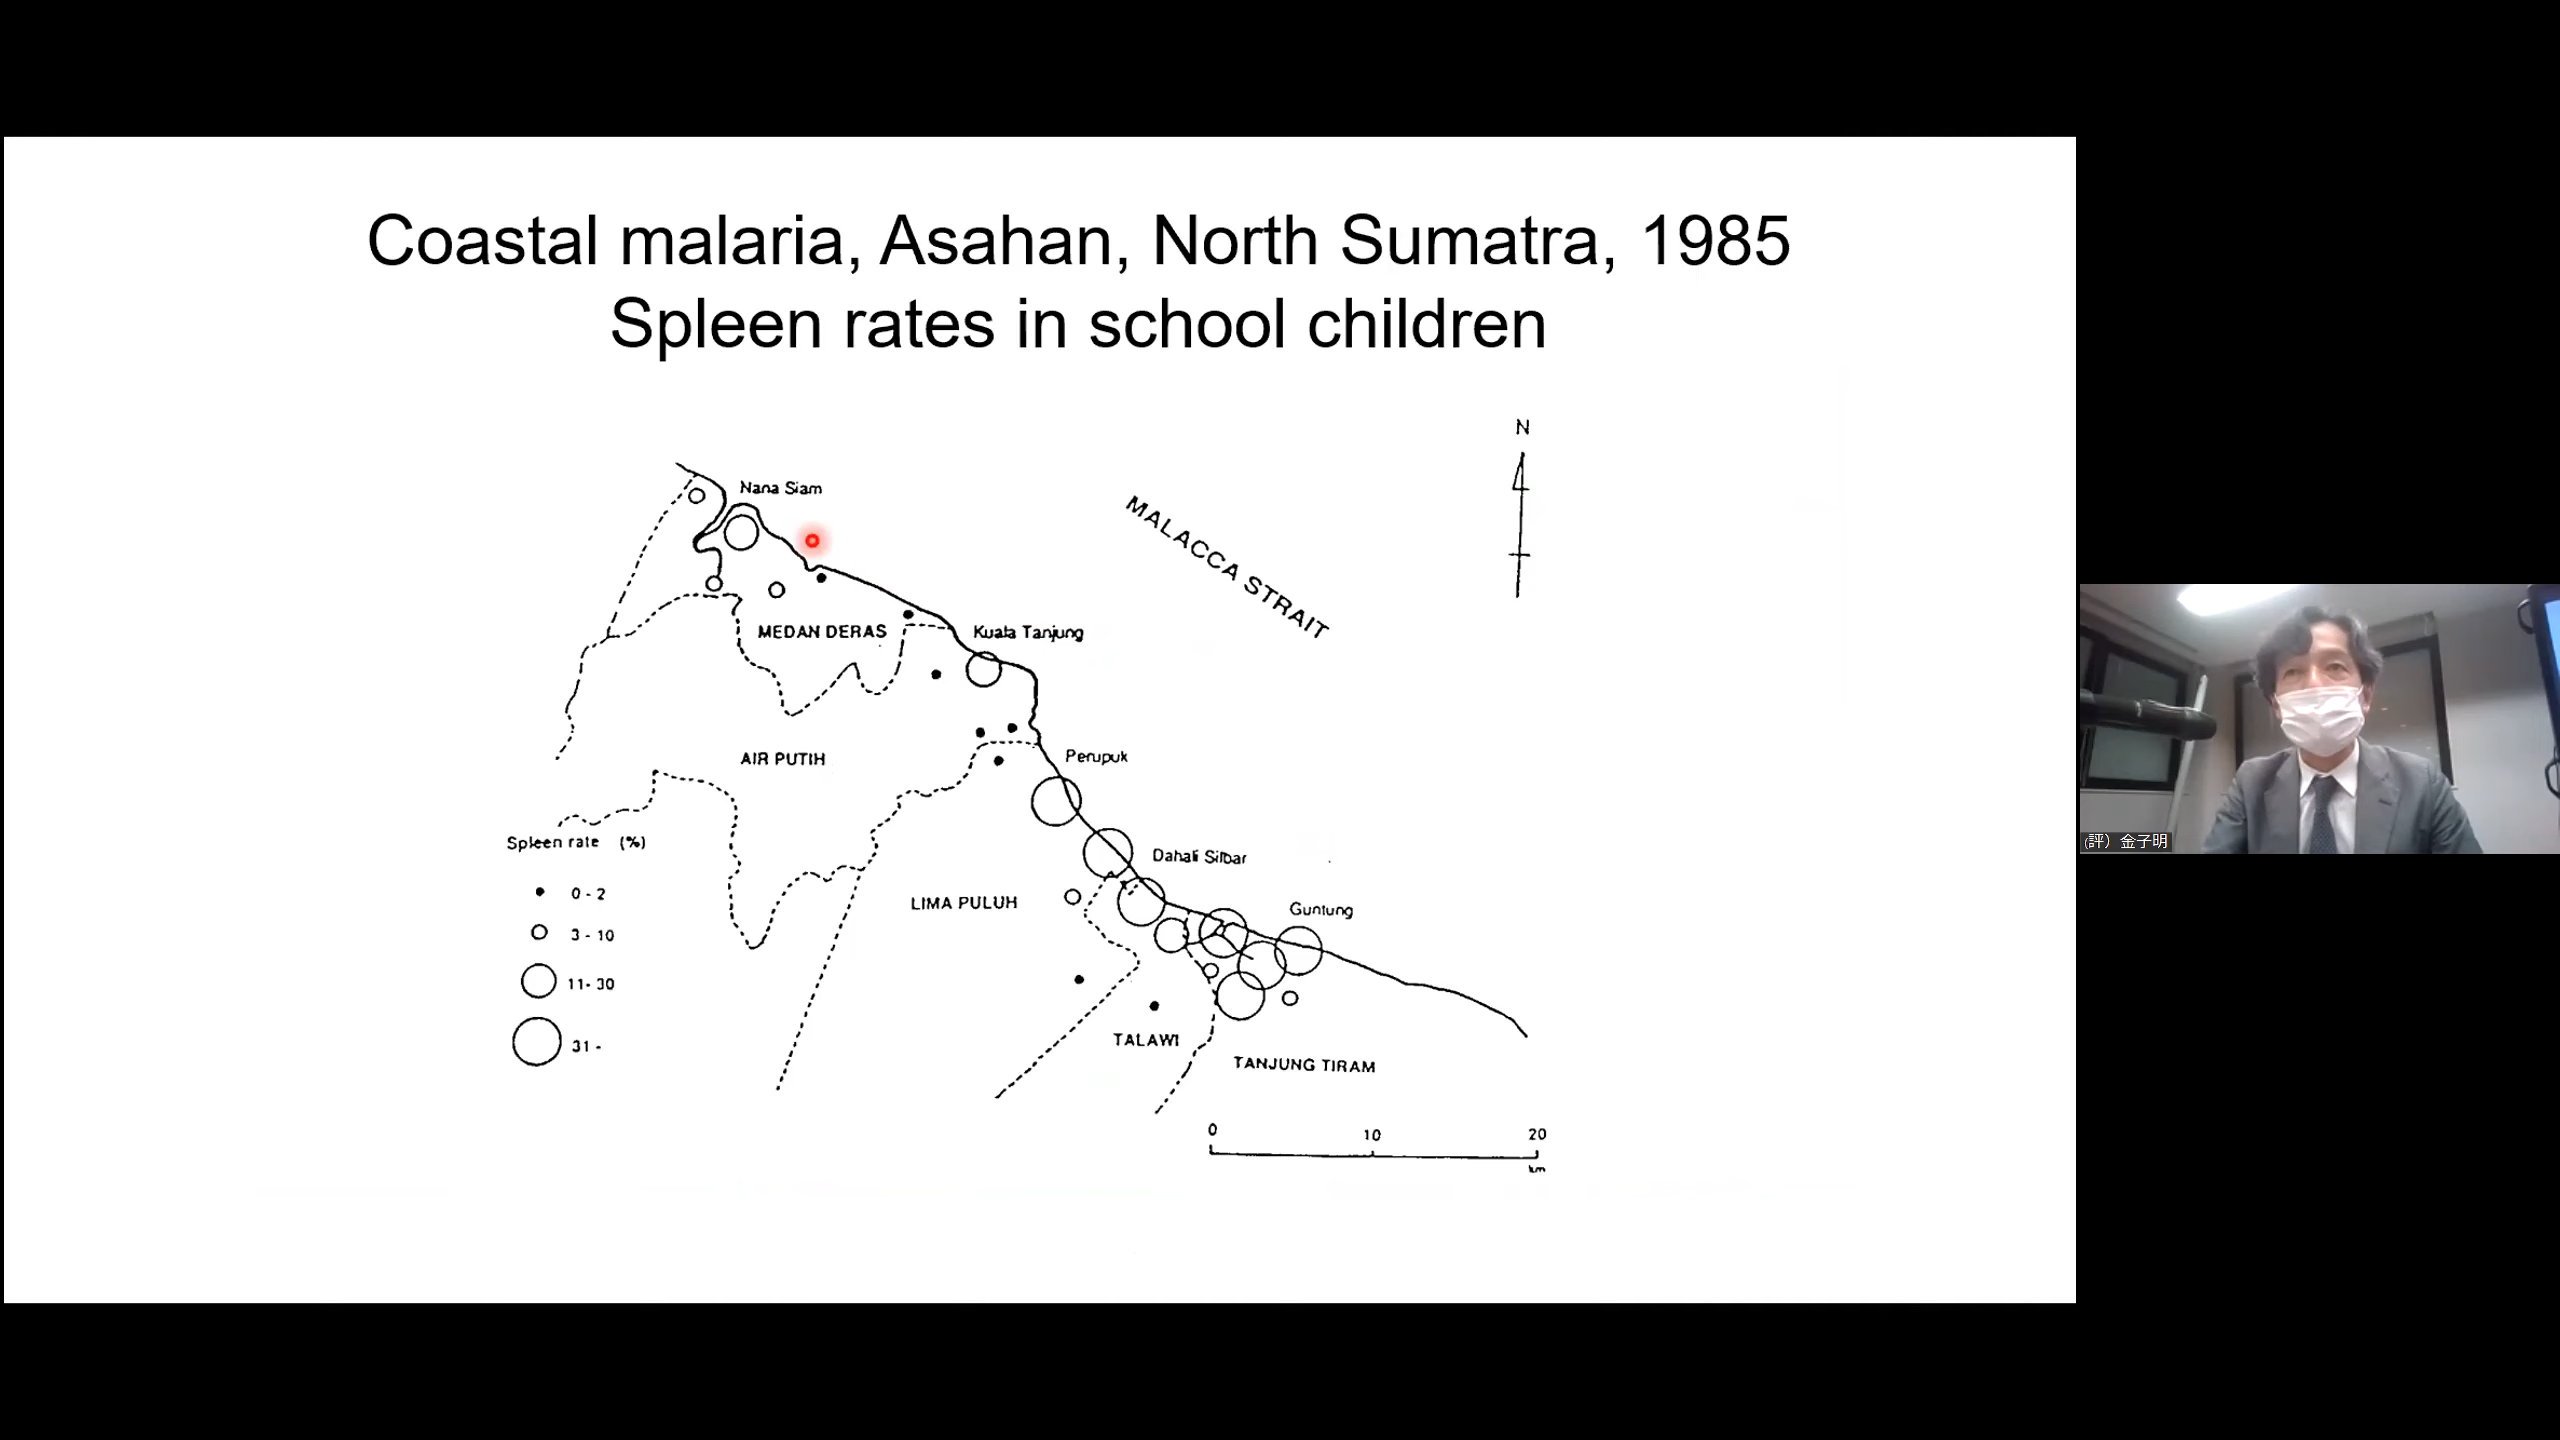 Coastal malaria, Asahan, North Sumatra, 1985
Spleen rates in school children
N
Nana Siam
MALACCA STRAIT
MEDAN DERAS
Kuala Tanjung
AIR PUTIH
Perupuk
Spleen rate (%)
Dahali Silbar
0 - 2
LIMA PULUH
Guntung
3 - 10
11- 30
31 -
TALAWI
TANJUNG TIRAM
0 10 20
km
(評）金子明